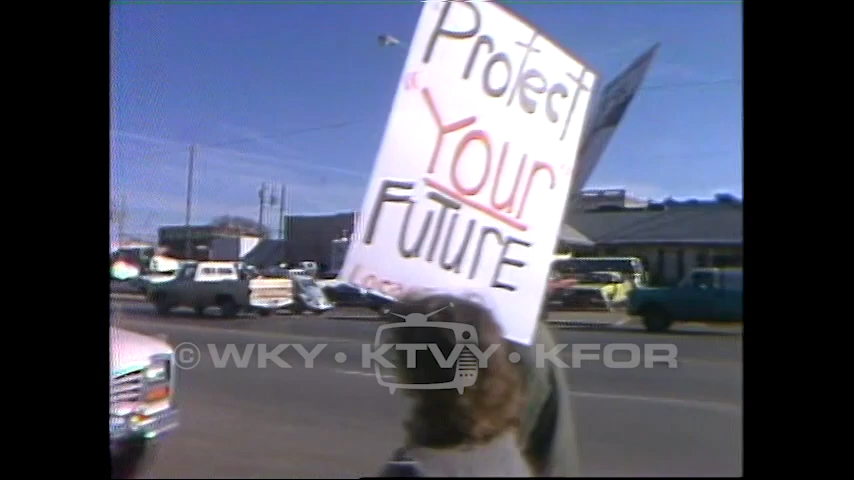 Protect
"Your"
Future
© WKY • KTVY • KFOR